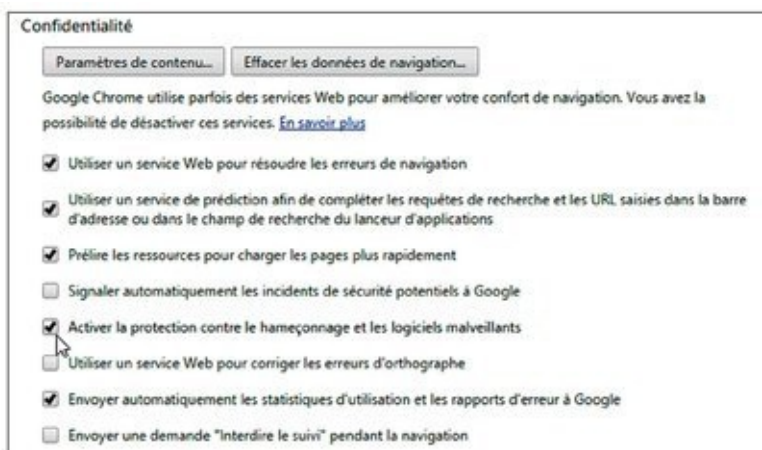 Confidentialité
Paramètres de contenu... Effacer les données de navigation...
Google Chrome utilise parfois des services Web pour améliorer votre confort de navigation. Vous avez la
possibilité de désactiver ces services. En savoir plus
Utiliser un service Web pour résoudre les erreurs de navigation
Utiliser un service de prédiction afin de compléter les requêtes de recherche et les URL saisies dans la barre
d'adresse ou dans le champ de recherche du lanceur d'applications
Prélire les ressources pour charger les pages plus rapidement
Signaler automatiquement les incidents de sécurité potentiels à Google
Activer la protection contre le hameçonnage et les logiciels malveillants
Utiliser un service Web pour corriger les erreurs d'orthographe
Envoyer automatiquement les statistiques d'utilisation et les rapports d'erreur à Google
Envoyer une demande "Interdire le suivi" pendant la navigation